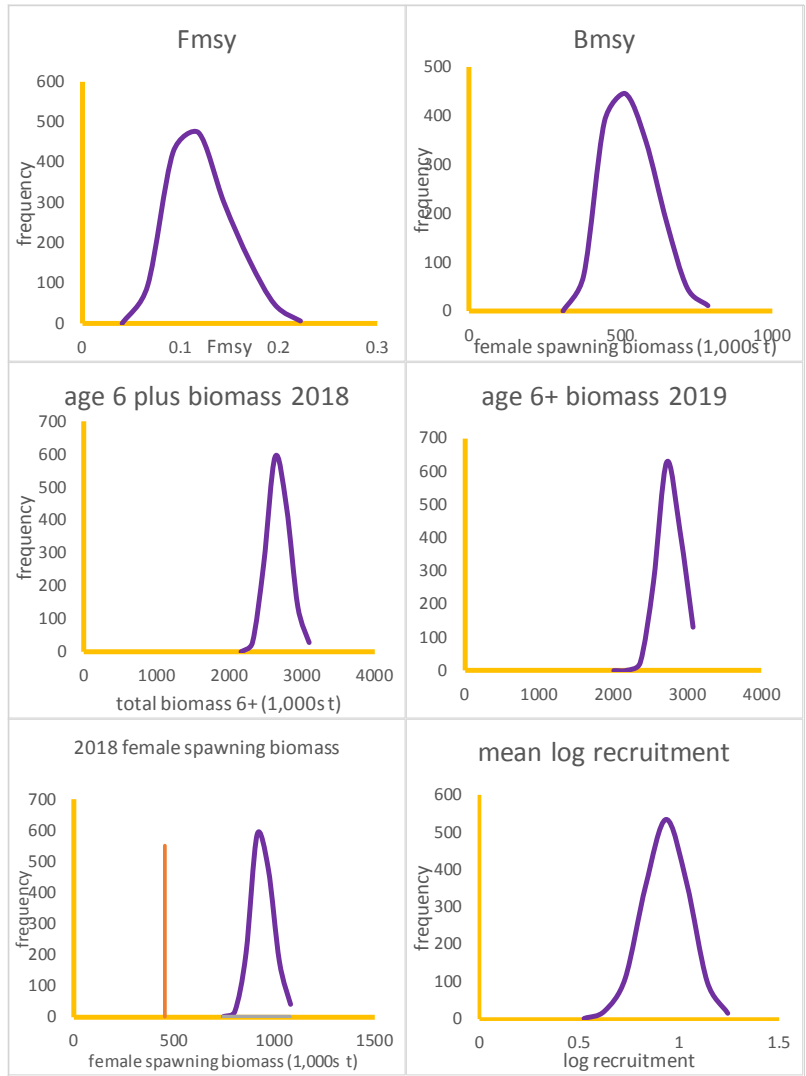 Fmsy
600
500
400
300
200
100
0
frequency
0 0.1 0.2 0.3
Fmsy
Bmsy
500
400
300
200
100
0
frequency
0 500 1000
female spawning biomass (1,000s t)
age 6 plus biomass 2018
700
600
500
400
300
200
100
0
frequency
0 1000 2000 3000 4000
total biomass 6+ (1,000s t)
age 6+ biomass 2019
700
600
500
400
300
200
100
0
0 1000 2000 3000 4000
2018 female spawning biomass
700
600
500
400
300
200
100
0
frequency
0 500 1000 1500
female spawning biomass (1,000s t)
mean log recruitment
600
500
400
300
200
100
0
frequency
0 0.5 1 1.5
log recruitment